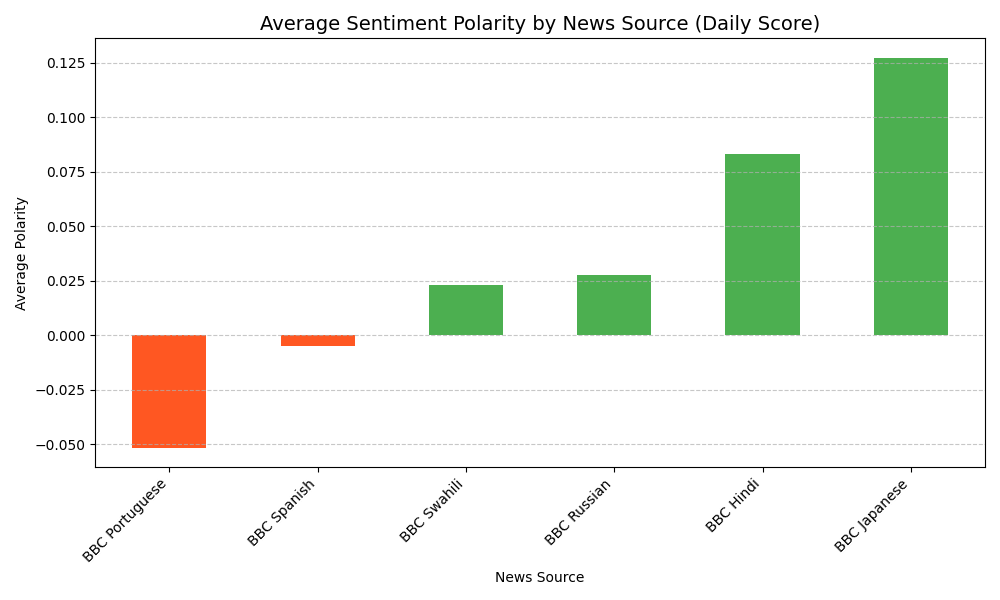 Average Sentiment Polarity by News Source (Daily Score)
Average Polarity
0.125
0.100
0.075
0.050
0.025
0.000
−0.025
−0.050
BBC Portuguese
BBC Spanish
BBC Swahili
BBC Russian
BBC Hindi
BBC Japanese
News Source